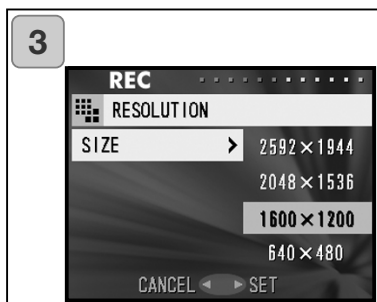 3
REC
RESOLUTION
SIZE > 2592×1944
2048×1536
1600×1200
640×480
CANCEL ◄ ► SET